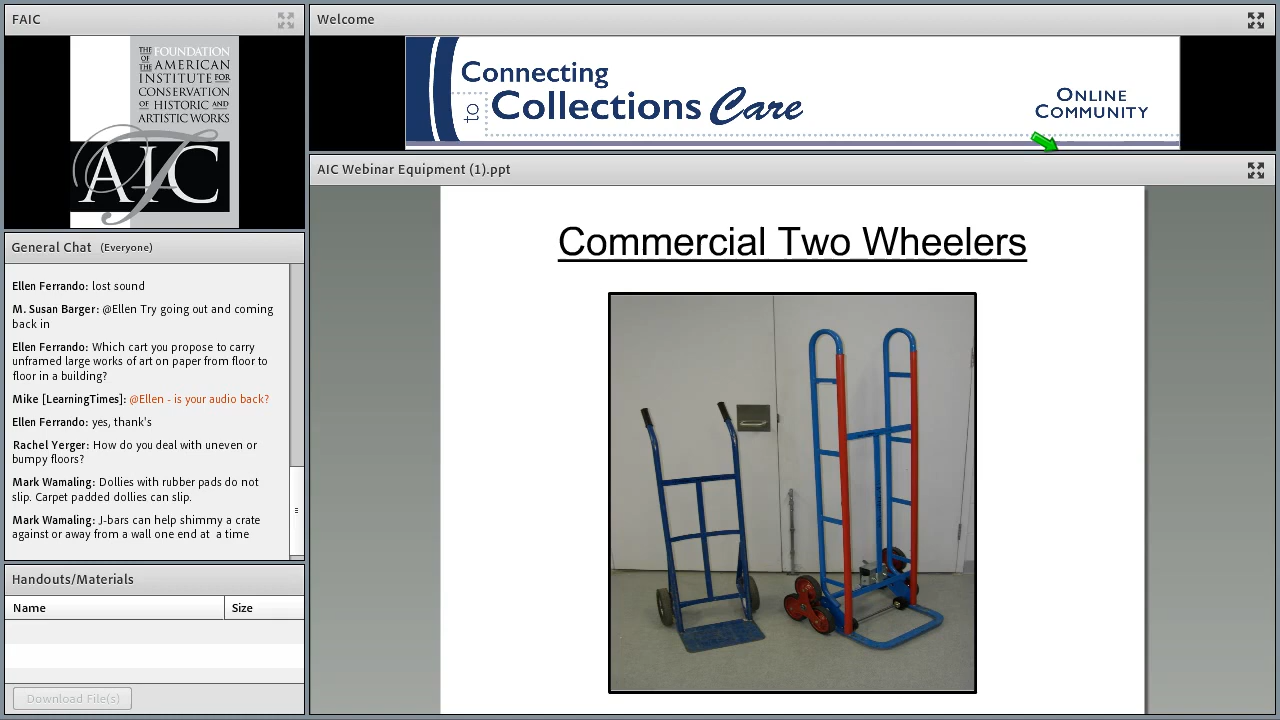 FAIC
THE FOUNDATION
OF THE AMERICAN
INSTITUTE FOR
CONSERVATION
OF HISTORIC AND
ARTISTIC WORKS
AIC
General Chat (Everyone)
Ellen Ferrando: lost sound
M. Susan Barger: @Ellen Try going out and coming
back in
Ellen Ferrando: Which cart you propose to carry
unframed large works of art on paper from floor to
floor in a building?
Mike [LearningTimes]: @Ellen - is your audio back?
Ellen Ferrando: yes, thank's
Rachel Yerger: How do you deal with uneven or
bumpy floors?
Mark Wamaling: Dollies with rubber pads do not
slip. Carpet padded dollies can slip.
Mark Wamaling: J-bars can help shimmy a crate
against or away from a wall one end at a time
Handouts/Materials
Name Size
Download File(s)
Welcome
Connecting
to Collections Care
ONLINE
COMMUNITY
AIC Webinar Equipment (1).ppt
Commercial Two Wheelers